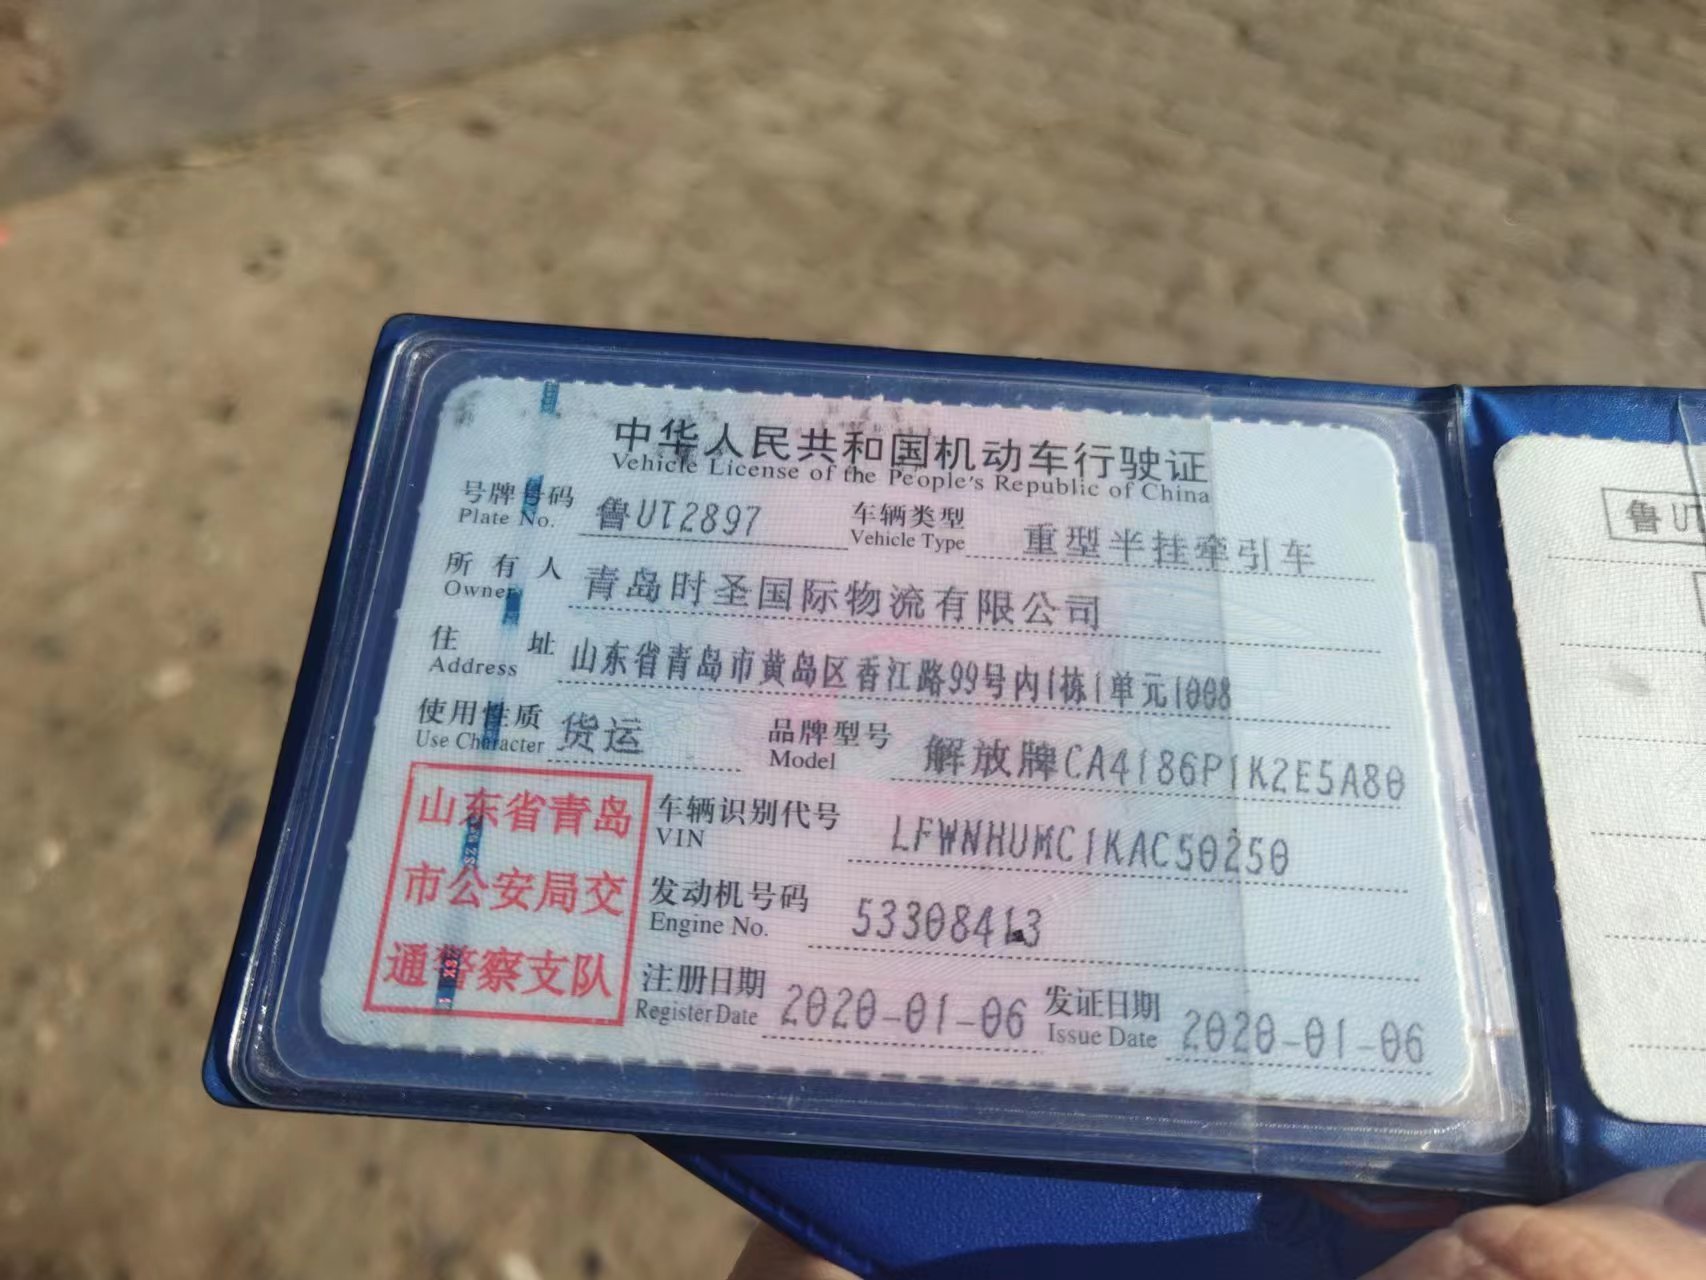 中华人民共和国机动车行驶证
Vehicle License of the People's Republic of China
号牌号码 鲁UT2897 车辆类型 重型半挂牵引车
Plate No. Vehicle Type
所有人 青岛时圣国际物流有限公司
Owner
住址 山东省青岛市黄岛区香江路99号内1栋1单元1008
Address
使用性质 货运 品牌型号 解放牌CA4186P1K2E5A80
Use Character Model
山东省青岛
市公安局交
通警察支队
车辆识别代号 LFWNHUMC1KAC50250
VIN
发动机号码 53308413
Engine No.
注册日期 2020-01-06 发证日期 2020-01-06
Register Date Issue Date
鲁UT